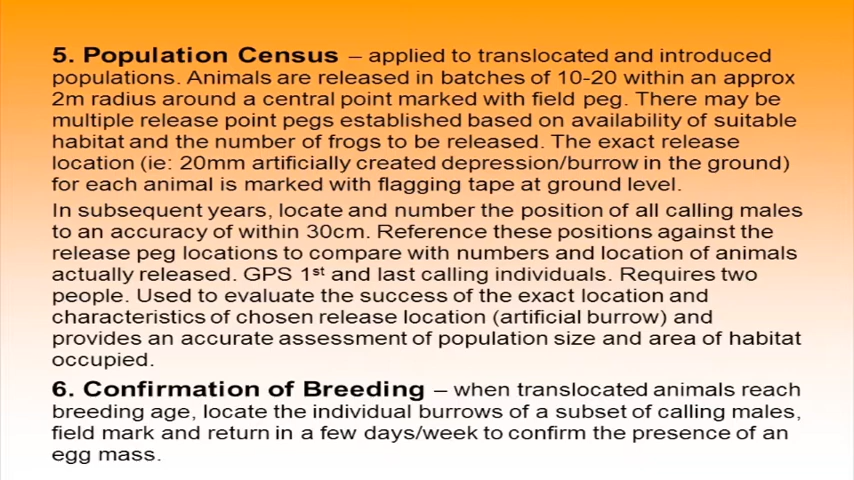 5. Population Census – applied to translocated and introduced
populations. Animals are released in batches of 10-20 within an approx
2m radius around a central point marked with field peg. There may be
multiple release point pegs established based on availability of suitable
habitat and the number of frogs to be released. The exact release
location (ie: 20mm artificially created depression/burrow in the ground)
for each animal is marked with flagging tape at ground level.
In subsequent years, locate and number the position of all calling males
to an accuracy of within 30cm. Reference these positions against the
release peg locations to compare with numbers and location of animals
actually released. GPS 1st and last calling individuals. Requires two
people. Used to evaluate the success of the exact location and
characteristics of chosen release location (artificial burrow) and
provides an accurate assessment of population size and area of habitat
occupied.
6. Confirmation of Breeding – when translocated animals reach
breeding age, locate the individual burrows of a subset of calling males,
field mark and return in a few days/week to confirm the presence of an
egg mass.